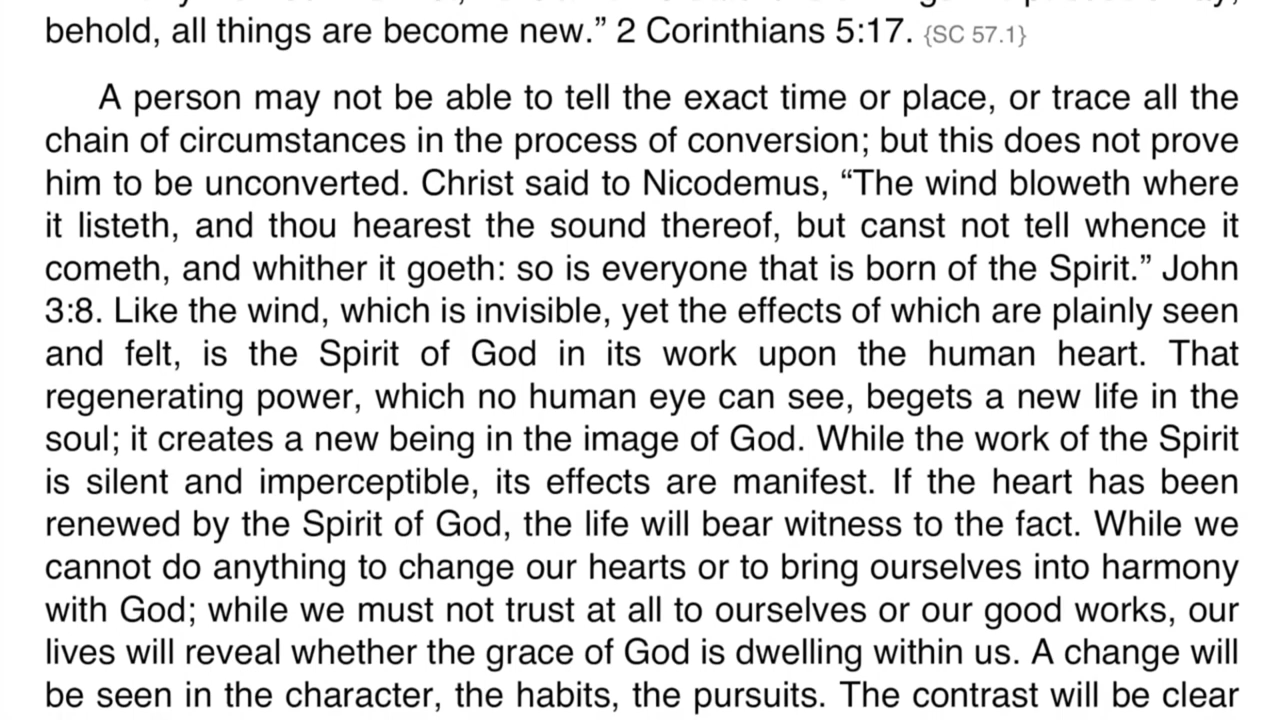 behold, all things are become new.” 2 Corinthians 5:17. {SC 57.1}
A person may not be able to tell the exact time or place, or trace all the
chain of circumstances in the process of conversion; but this does not prove
him to be unconverted. Christ said to Nicodemus, “The wind bloweth where
it listeth, and thou hearest the sound thereof, but canst not tell whence it
cometh, and whither it goeth: so is everyone that is born of the Spirit.” John
3:8. Like the wind, which is invisible, yet the effects of which are plainly seen
and felt, is the Spirit of God in its work upon the human heart. That
regenerating power, which no human eye can see, begets a new life in the
soul; it creates a new being in the image of God. While the work of the Spirit
is silent and imperceptible, its effects are manifest. If the heart has been
renewed by the Spirit of God, the life will bear witness to the fact. While we
cannot do anything to change our hearts or to bring ourselves into harmony
with God; while we must not trust at all to ourselves or our good works, our
lives will reveal whether the grace of God is dwelling within us. A change will
be seen in the character, the habits, the pursuits. The contrast will be clear